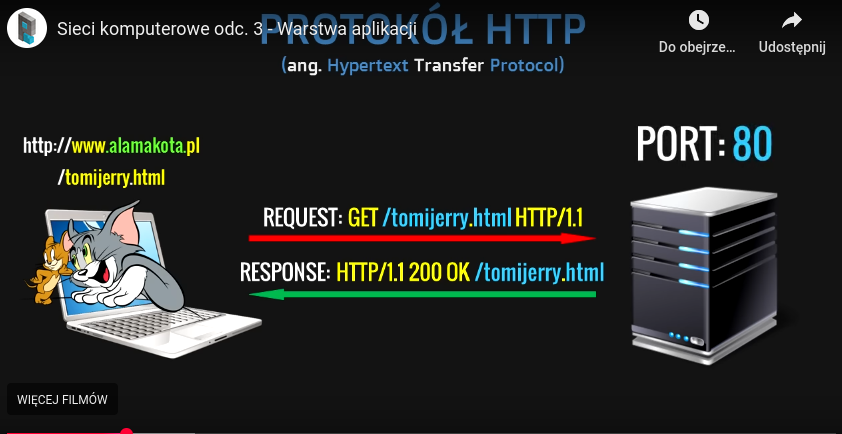 PROTOKÓŁ HTTP
Sieci komputerowe odc. 3 - Warstwa aplikacji
Do obejrze...
Udostępnij
(ang. Hypertext Transfer Protocol)
http://www.alamakota.pl
/tomijerry.html
PORT: 80
REQUEST: GET /tomijerry.html HTTP/1.1
RESPONSE: HTTP/1.1 200 OK /tomijerry.html
WIĘCEJ FILMÓW